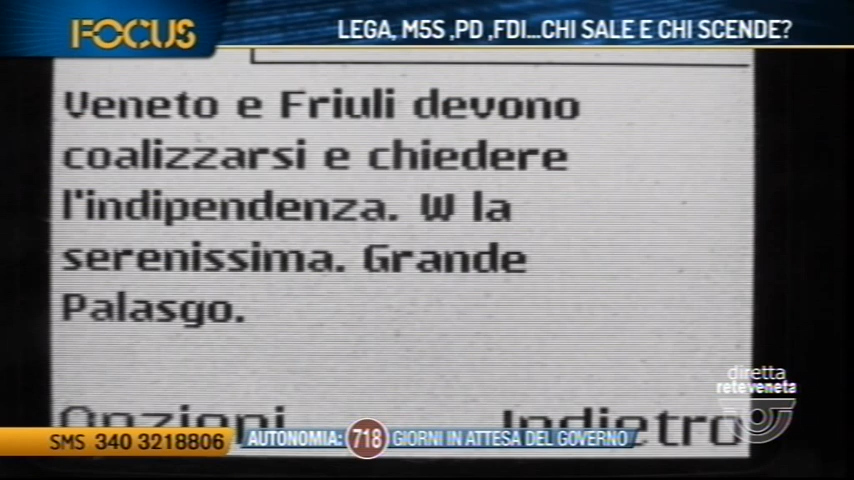 FOCUS
LEGA, M5S ,PD ,FDI...CHI SALE E CHI SCENDE?
Veneto e Friuli devono
coalizzarsi e chiedere
l'indipendenza. W la
serenissima. Grande
Palasgo.
Opzioni
Indietro
diretta
reteveneta
SMS 340 3218806
AUTONOMIA: 718 GIORNI IN ATTESA DEL GOVERNO